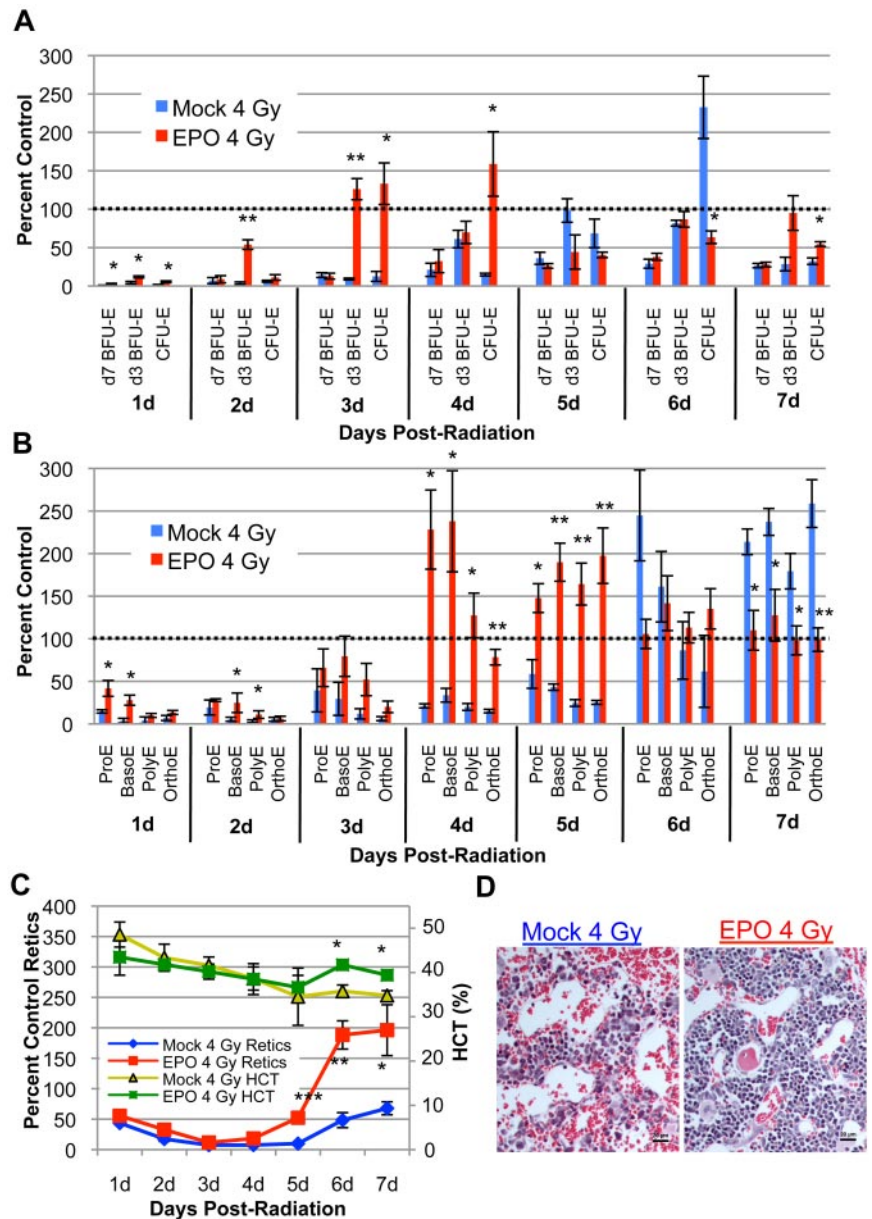 A
300
250
200
150
100
50
0
Percent Control
Mock 4 Gy
EPO 4 Gy
* * * ** ** * * * *
d7 BFU-E d3 BFU-E CFU-E d7 BFU-E d3 BFU-E CFU-E d7 BFU-E d3 BFU-E CFU-E d7 BFU-E d3 BFU-E CFU-E d7 BFU-E d3 BFU-E CFU-E d7 BFU-E d3 BFU-E CFU-E d7 BFU-E d3 BFU-E CFU-E
1d 2d 3d 4d 5d 6d 7d
Days Post-Radiation
B
300
250
200
150
100
50
0
Percent Control
Mock 4 Gy
EPO 4 Gy
* * * * * * * ** * ** ** ** * * * **
ProE BasoE PolyE OrthoE ProE BasoE PolyE OrthoE ProE BasoE PolyE OrthoE ProE BasoE PolyE OrthoE ProE BasoE PolyE OrthoE ProE BasoE PolyE OrthoE ProE BasoE PolyE OrthoE
1d 2d 3d 4d 5d 6d 7d
Days Post-Radiation
C
400
350
300
250
200
150
100
50
0
Percent Control Retics
50
40
30
20
10
0
HCT (%)
Mock 4 Gy Retics
EPO 4 Gy Retics
Mock 4 Gy HCT
EPO 4 Gy HCT
* *
*** ** *
1d 2d 3d 4d 5d 6d 7d
Days Post-Radiation
D
Mock 4 Gy
EPO 4 Gy